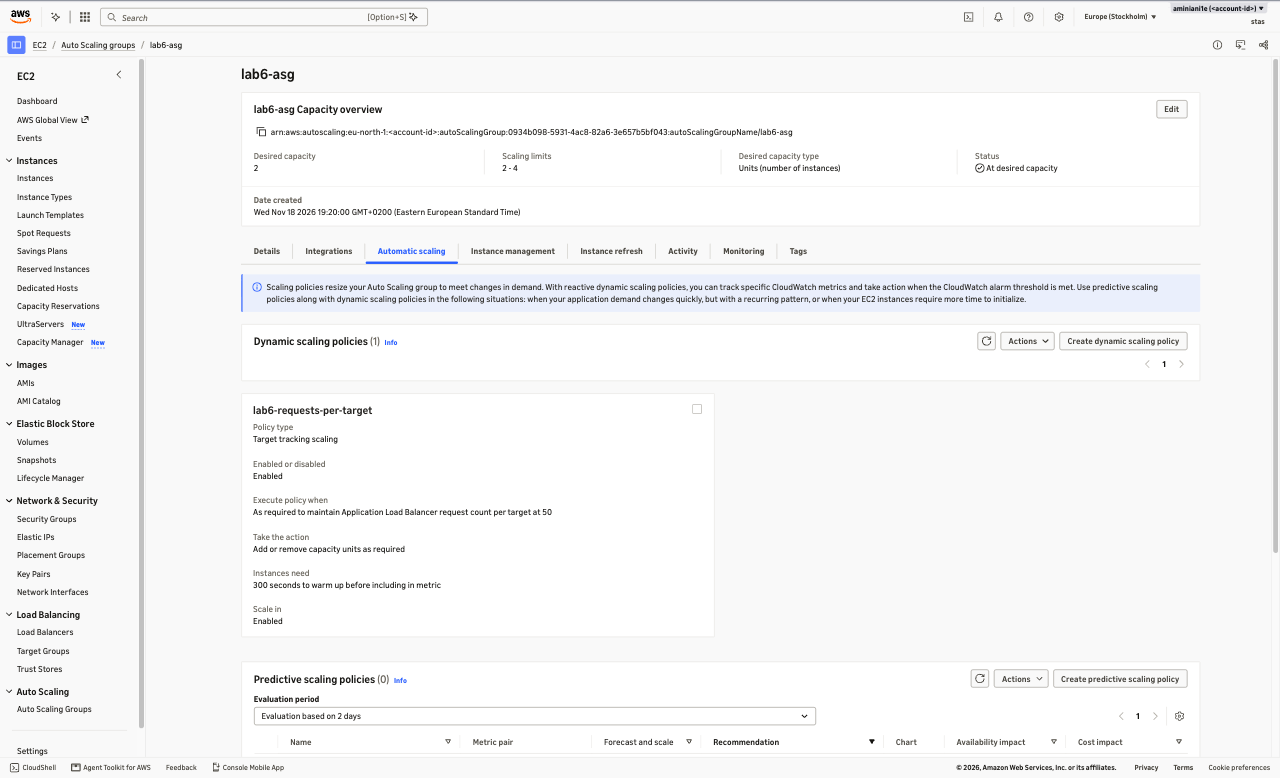 aws
Search
[Option+S]
Europe (Stockholm) ▼
aminiani1e (<account-id>) ▼
stas
EC2 / Auto Scaling groups / lab6-asg
EC2
Dashboard
AWS Global View
Events
Instances
Instances
Instance Types
Launch Templates
Spot Requests
Savings Plans
Reserved Instances
Dedicated Hosts
Capacity Reservations
UltraServers New
Capacity Manager New
Images
AMIs
AMI Catalog
Elastic Block Store
Volumes
Snapshots
Lifecycle Manager
Network & Security
Security Groups
Elastic IPs
Placement Groups
Key Pairs
Network Interfaces
Load Balancing
Load Balancers
Target Groups
Trust Stores
Auto Scaling
Auto Scaling Groups
Settings
lab6-asg
lab6-asg Capacity overview
Edit
arn:aws:autoscaling:eu-north-1:<account-id>:autoScalingGroup:0934b098-5931-4ac8-82a6-3e657b5bf043:autoScalingGroupName/lab6-asg
Desired capacity
2
Scaling limits
2 - 4
Desired capacity type
Units (number of instances)
Status
At desired capacity
Date created
Wed Nov 18 2026 19:20:00 GMT+0200 (Eastern European Standard Time)
Details
Integrations
Automatic scaling
Instance management
Instance refresh
Activity
Monitoring
Tags
Scaling policies resize your Auto Scaling group to meet changes in demand. With reactive dynamic scaling policies, you can track specific CloudWatch metrics and take action when the CloudWatch alarm threshold is met. Use predictive scaling
policies along with dynamic scaling policies in the following situations: when your application demand changes quickly, but with a recurring pattern, or when your EC2 instances require more time to initialize.
Dynamic scaling policies (1) Info
Actions
Create dynamic scaling policy
1
lab6-requests-per-target
Policy type
Target tracking scaling
Enabled or disabled
Enabled
Execute policy when
As required to maintain Application Load Balancer request count per target at 50
Take the action
Add or remove capacity units as required
Instances need
300 seconds to warm up before including in metric
Scale in
Enabled
Predictive scaling policies (0) Info
Actions
Create predictive scaling policy
Evaluation period
Evaluation based on 2 days
1
Name
Metric pair
Forecast and scale
Recommendation
Chart
Availability impact
Cost impact
CloudShell
Agent Toolkit for AWS
Feedback
Console Mobile App
© 2026, Amazon Web Services, Inc. or its affiliates.
Privacy
Terms
Cookie preferences